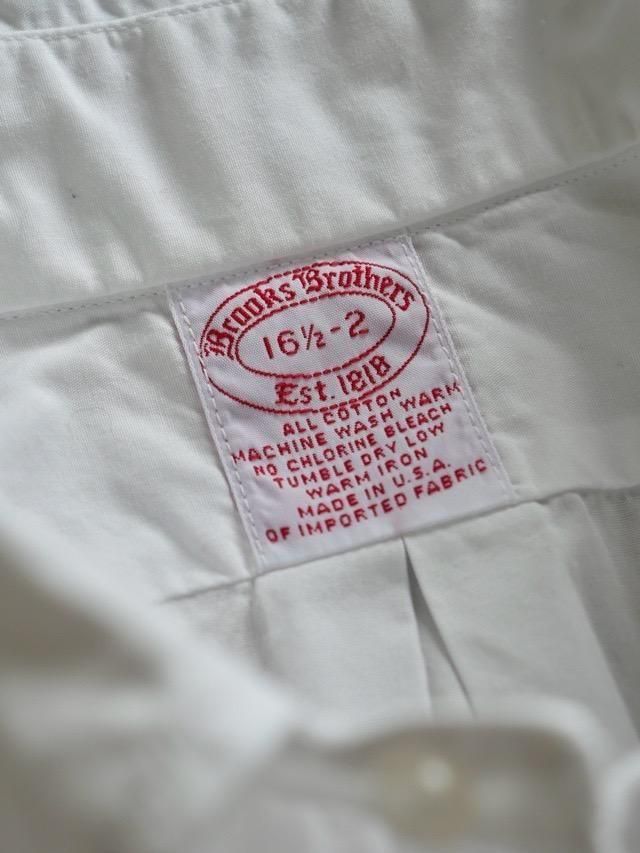 Brooks Brothers
16½-2
Est. 1818
ALL COTTON
MACHINE WASH WARM
NO CHLORINE BLEACH
TUMBLE DRY LOW
WARM IRON
MADE IN U.S.A.
OF IMPORTED FABRIC